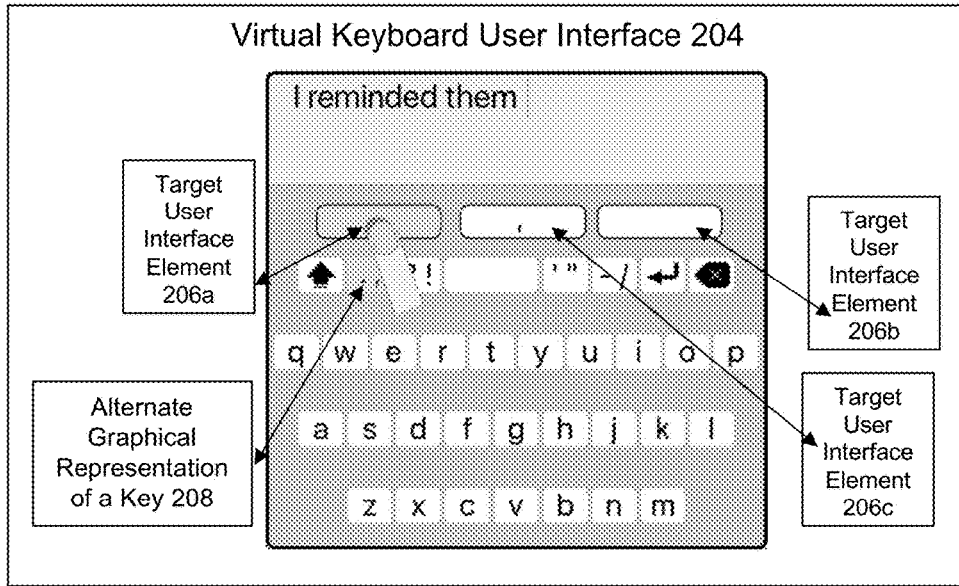 Virtual Keyboard User Interface 204
I reminded them
Target
User
Interface
Element
206a
,
Target
User
Interface
Element
206b
! ' " - /
q w e r t y u i o p
Alternate
Graphical
Representation
of a Key 208
a s d f g h j k l
Target
User
Interface
Element
206c
z x c v b n m